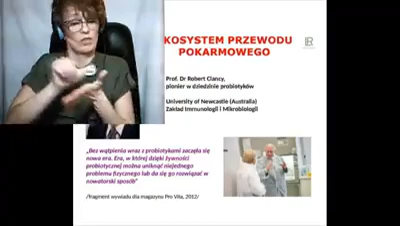 KOSYSTEM PRZEWODU
POKARMOWEGO
LR
Prof. Dr Robert Clancy,
pionier w dziedzinie probiotyków
University of Newcastle (Australia)
Zakład Immunologii i Mikrobiologii
„Bez wątpienia wraz z probiotykami zaczęła się
nowa era. Era, w której dzięki żywności
probiotycznej można uniknąć niejednego
problemu fizycznego lub da się go rozwiązać w
nowatorski sposób"
/fragment wywiadu dla magazynu Pro Vita, 2012/